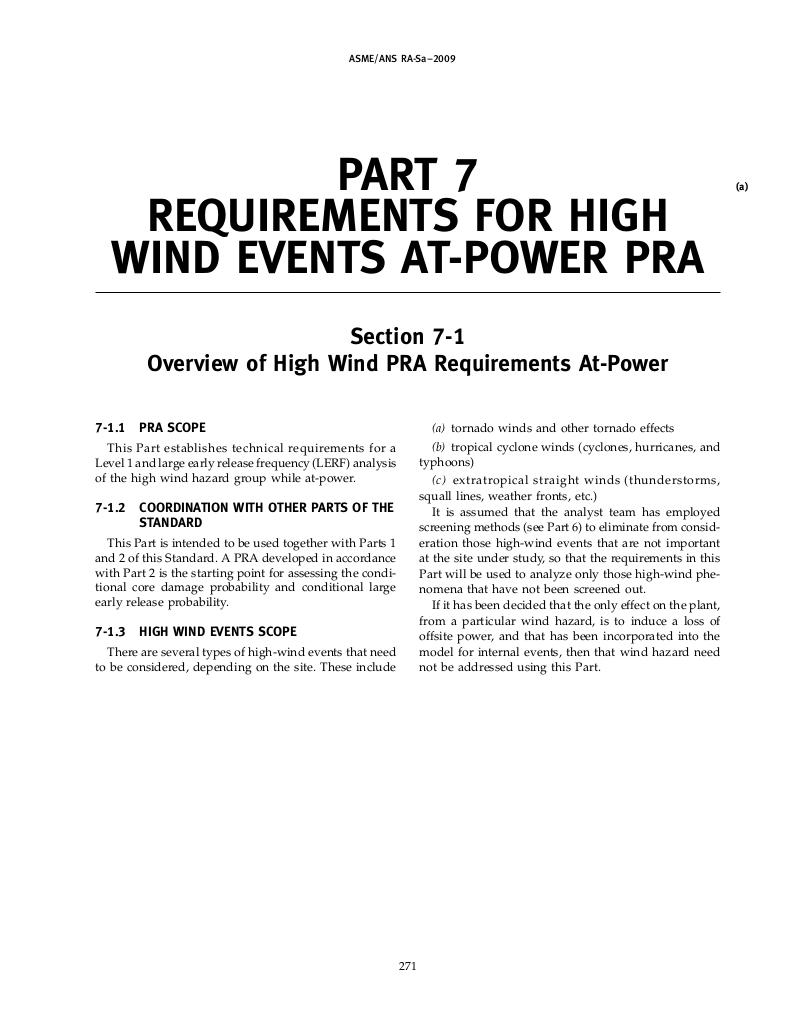 ASME/ANS RA-Sa–2009
PART 7
(a)
REQUIREMENTS FOR HIGH
WIND EVENTS AT-POWER PRA
Section 7-1
Overview of High Wind PRA Requirements At-Power
7-1.1 PRA SCOPE
This Part establishes technical requirements for a
Level 1 and large early release frequency (LERF) analysis
of the high wind hazard group while at-power.
7-1.2 COORDINATION WITH OTHER PARTS OF THE
STANDARD
This Part is intended to be used together with Parts 1
and 2 of this Standard. A PRA developed in accordance
with Part 2 is the starting point for assessing the condi-
tional core damage probability and conditional large
early release probability.
7-1.3 HIGH WIND EVENTS SCOPE
There are several types of high-wind events that need
to be considered, depending on the site. These include
(a) tornado winds and other tornado effects
(b) tropical cyclone winds (cyclones, hurricanes, and
typhoons)
(c) extratropical straight winds (thunderstorms,
squall lines, weather fronts, etc.)
It is assumed that the analyst team has employed
screening methods (see Part 6) to eliminate from consid-
eration those high-wind events that are not important
at the site under study, so that the requirements in this
Part will be used to analyze only those high-wind phe-
nomena that have not been screened out.
If it has been decided that the only effect on the plant,
from a particular wind hazard, is to induce a loss of
offsite power, and that has been incorporated into the
model for internal events, then that wind hazard need
not be addressed using this Part.
271